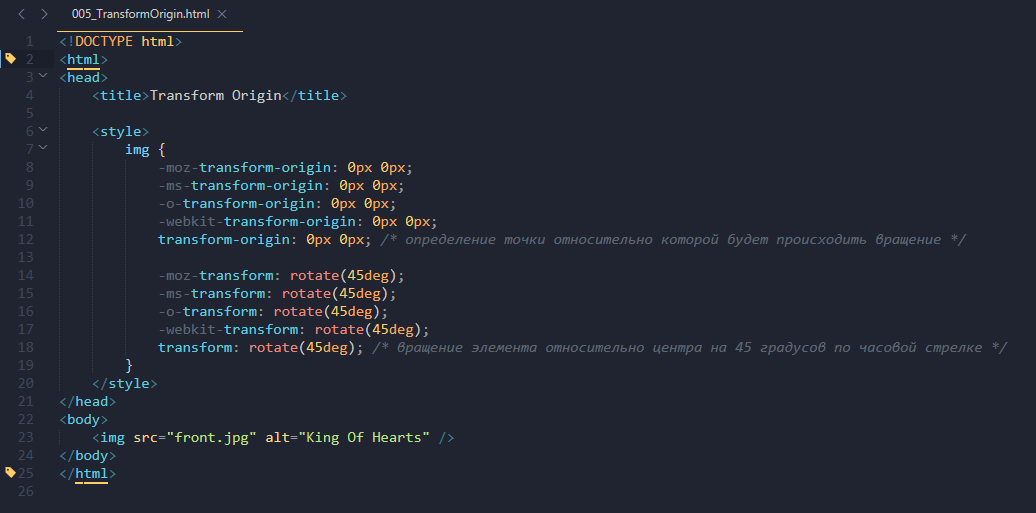 005_TransformOrigin.html
1 <!DOCTYPE html>
2 <html>
3 <head>
4 <title>Transform Origin</title>
5
6 <style>
7 img {
8 -moz-transform-origin: 0px 0px;
9 -ms-transform-origin: 0px 0px;
10 -o-transform-origin: 0px 0px;
11 -webkit-transform-origin: 0px 0px;
12 transform-origin: 0px 0px; /* определение точки относительно которой будет происходить вращение */
13
14 -moz-transform: rotate(45deg);
15 -ms-transform: rotate(45deg);
16 -o-transform: rotate(45deg);
17 -webkit-transform: rotate(45deg);
18 transform: rotate(45deg); /* вращение элемента относительно центра на 45 градусов по часовой стрелке */
19 }
20 </style>
21 </head>
22 <body>
23 <img src="front.jpg" alt="King Of Hearts" />
24 </body>
25 </html>
26